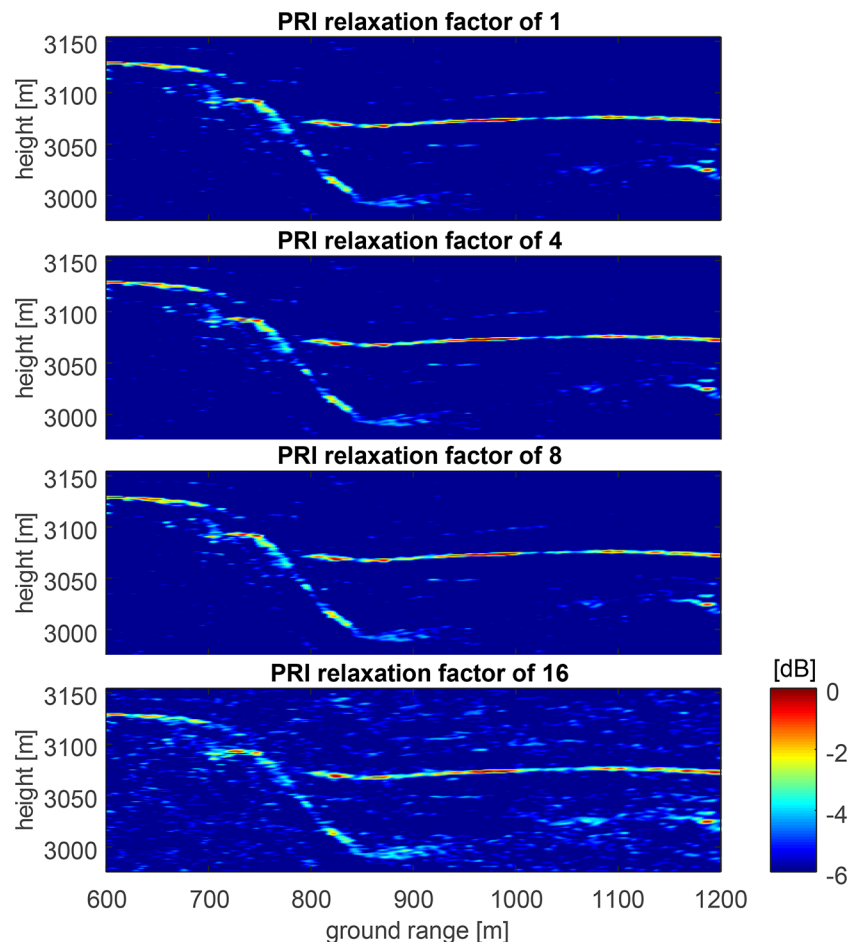 PRI relaxation factor of 1
3150
3100
3050
3000
height [m]
PRI relaxation factor of 4
3150
3100
3050
3000
height [m]
PRI relaxation factor of 8
3150
3100
3050
3000
height [m]
PRI relaxation factor of 16
3150
3100
3050
3000
height [m]
[dB]
0
-2
-4
-6
600 700 800 900 1000 1100 1200
ground range [m]